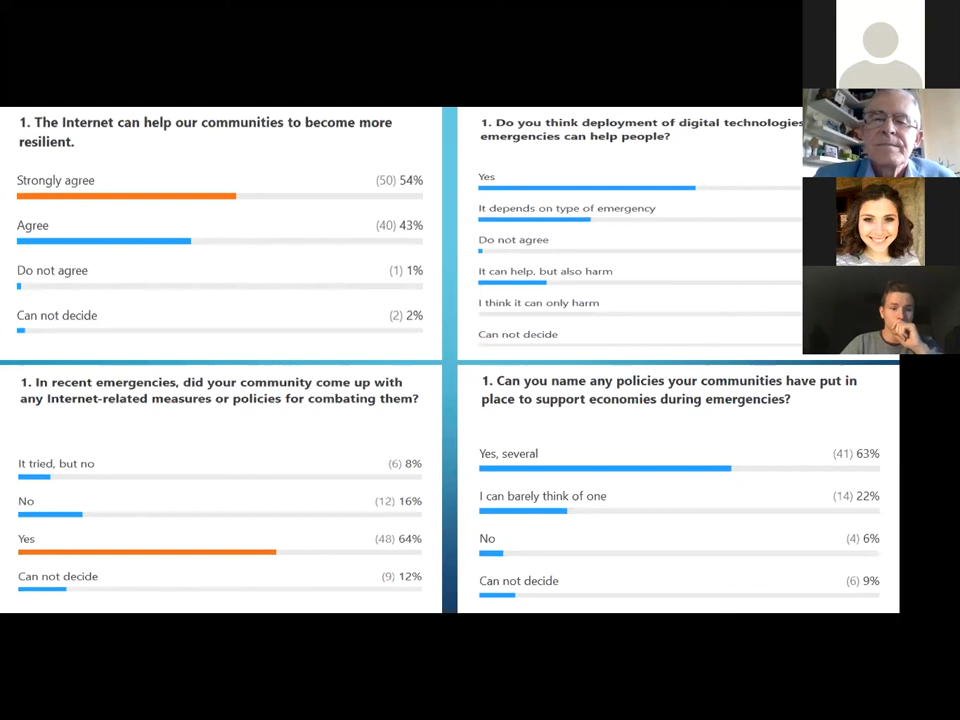 1. The Internet can help our communities to become more
resilient.
Strongly agree (50) 54%
Agree (40) 43%
Do not agree (1) 1%
Can not decide (2) 2%
1. Do you think deployment of digital technologies
emergencies can help people?
Yes
It depends on type of emergency
Do not agree
It can help, but also harm
I think it can only harm
Can not decide
1. In recent emergencies, did your community come up with
any Internet-related measures or policies for combating them?
It tried, but no (6) 8%
No (12) 16%
Yes (48) 64%
Can not decide (9) 12%
1. Can you name any policies your communities have put in
place to support economies during emergencies?
Yes, several (41) 63%
I can barely think of one (14) 22%
No (4) 6%
Can not decide (6) 9%